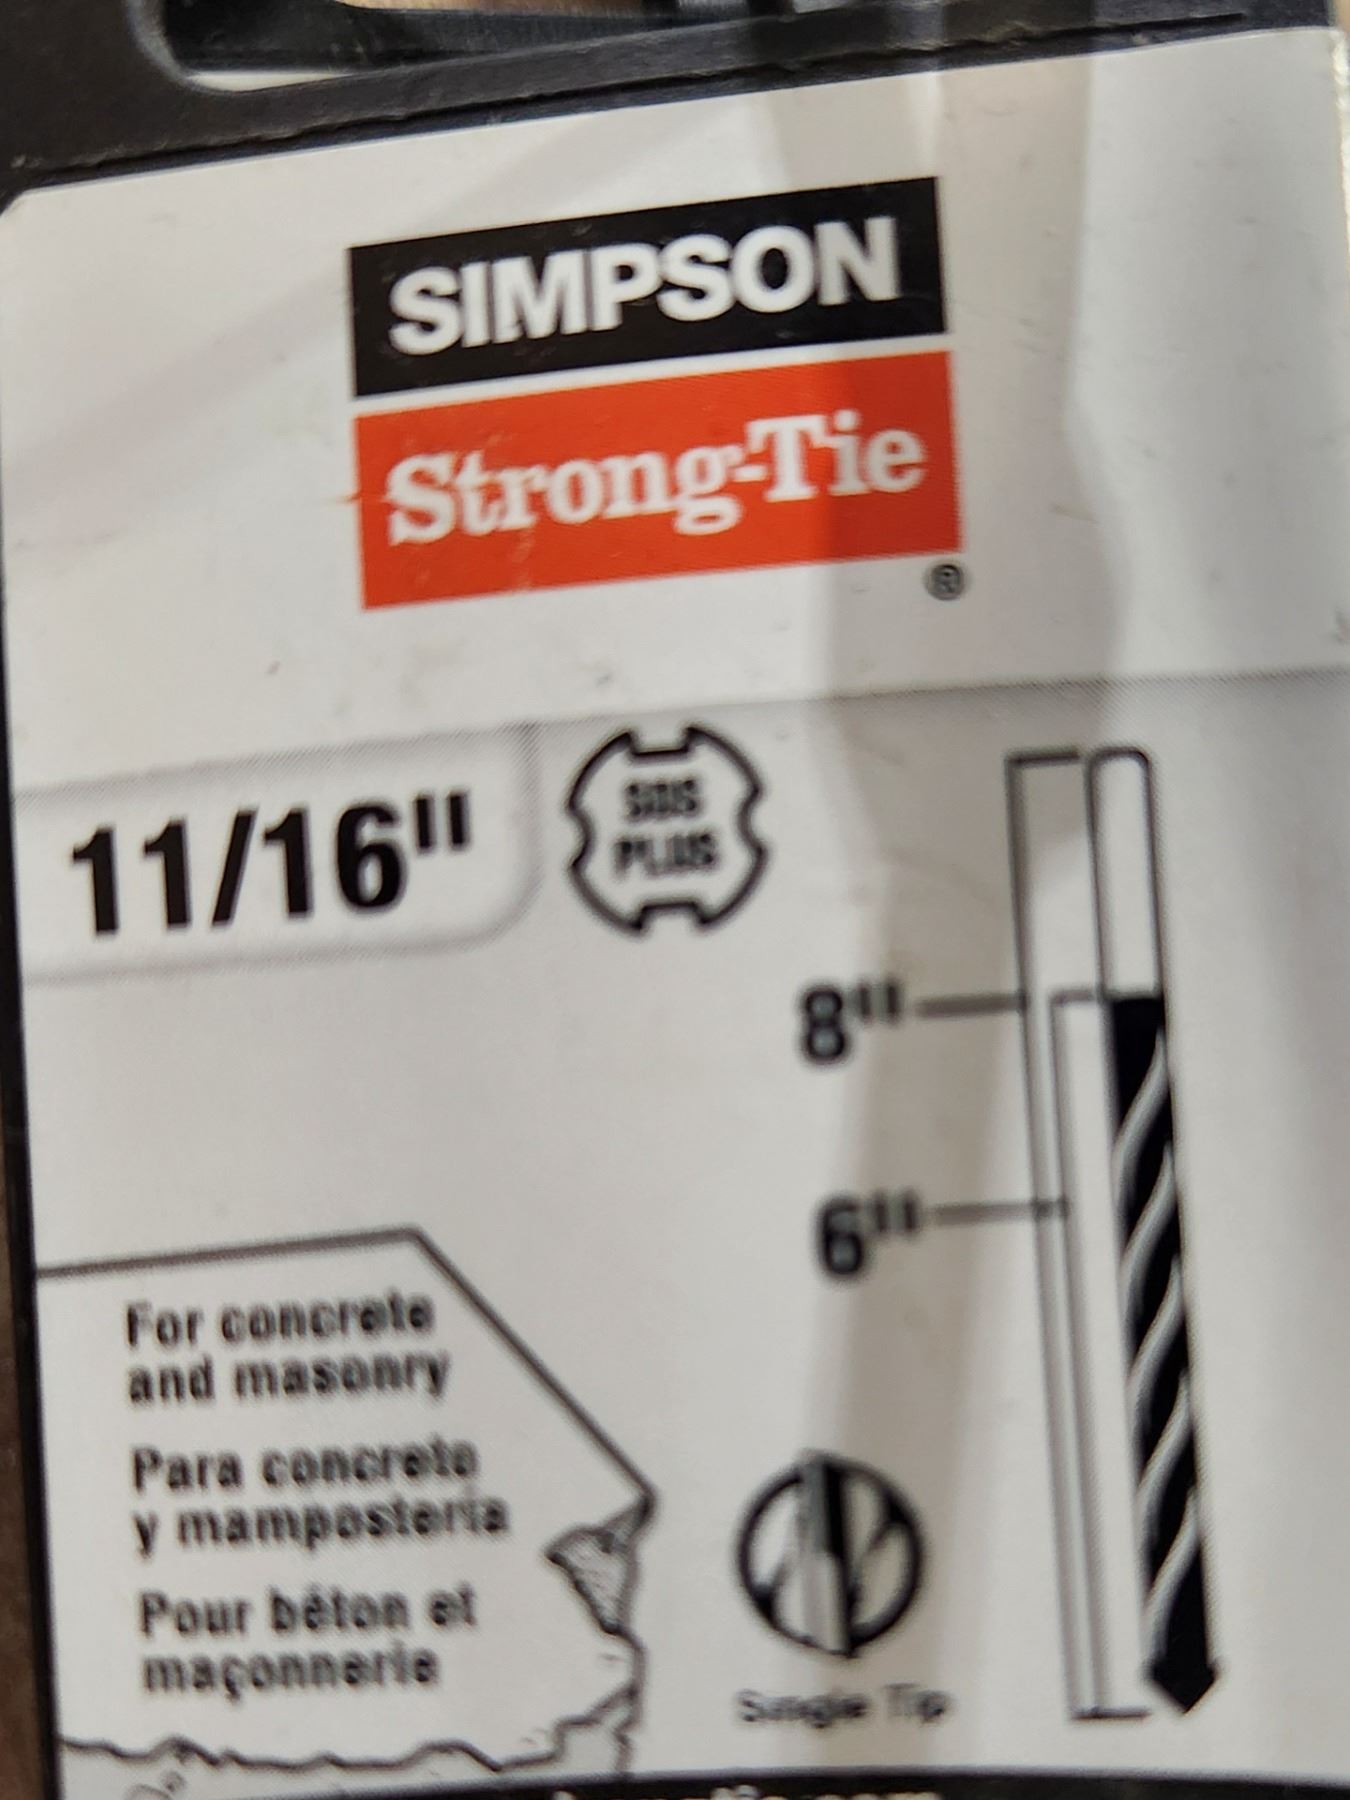 SIMPSON
Strong-Tie
®
11/16"
SDS
PLUS
8"
6"
For concrete
and masonry
Para concreto
y mampostería
Pour béton et
maçonnerie
Single Tip